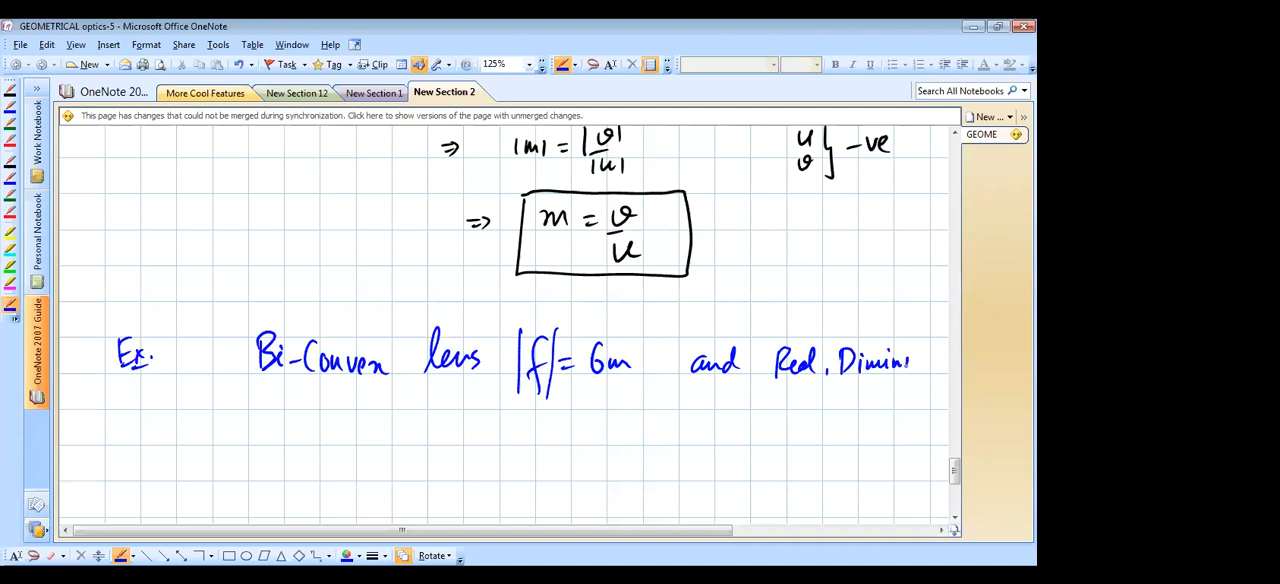 GEOMETRICAL optics-5 - Microsoft Office OneNote
File Edit View Insert Format Share Tools Table Window Help
New Task Tag Clip 125% B I U A
OneNote 20... More Cool Features New Section 12 New Section 1 New Section 2 Search All Notebooks
This page has changes that could not be merged during synchronization. Click here to show versions of the page with unmerged changes.
New ...
GEOME
Work Notebook
Personal Notebook
OneNote 2007 Guide
⇒ |m| = |v|/|u| u v } -ve
⇒ m = v/u
Ex. Bi-Convex lens |f| = 6m and Real, Dimini
Rotate